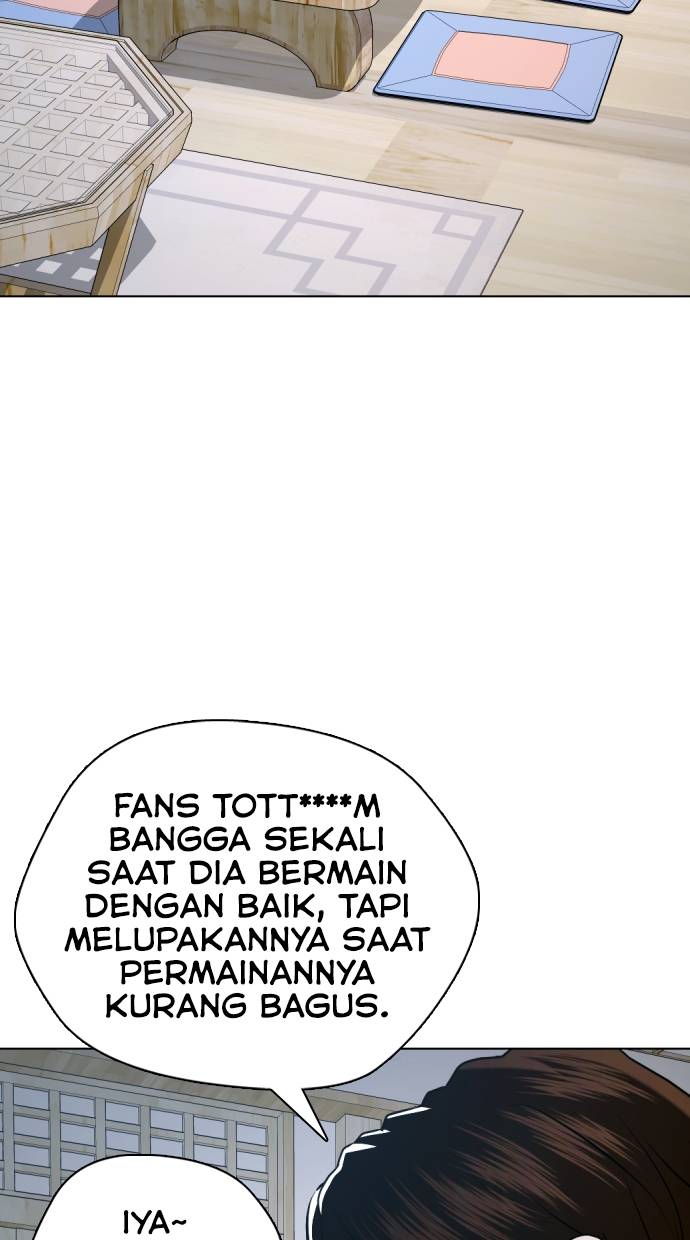 FANS TOTT****M
BANGGA SEKALI
SAAT DIA BERMAIN
DENGAN BAIK, TAPI
MELUPAKANNYA SAAT
PERMAINANNYA
KURANG BAGUS.
IYA~